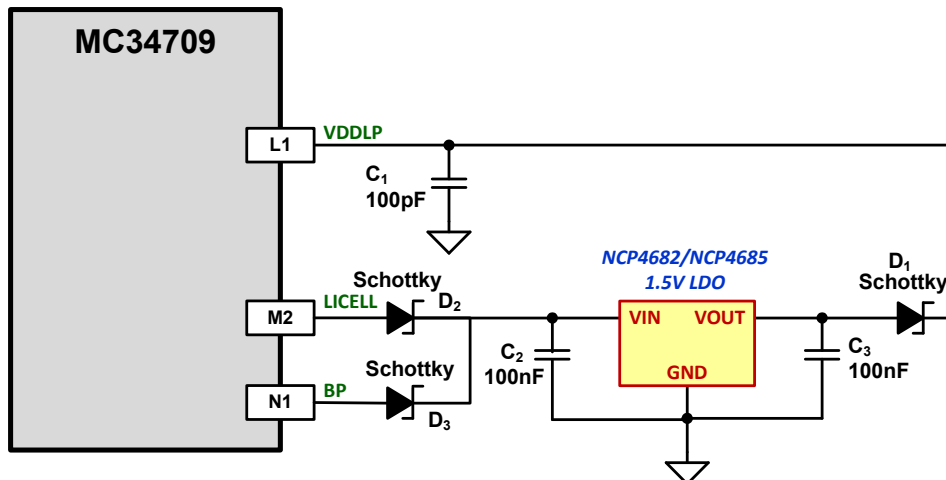 MC34709
L1
VDDLP
C1
100pF
NCP4682/NCP4685
1.5V LDO
D1
Schottky
Schottky
M2
LICELL
D2
VIN
VOUT
C2
100nF
C3
100nF
Schottky
GND
N1
BP
D3